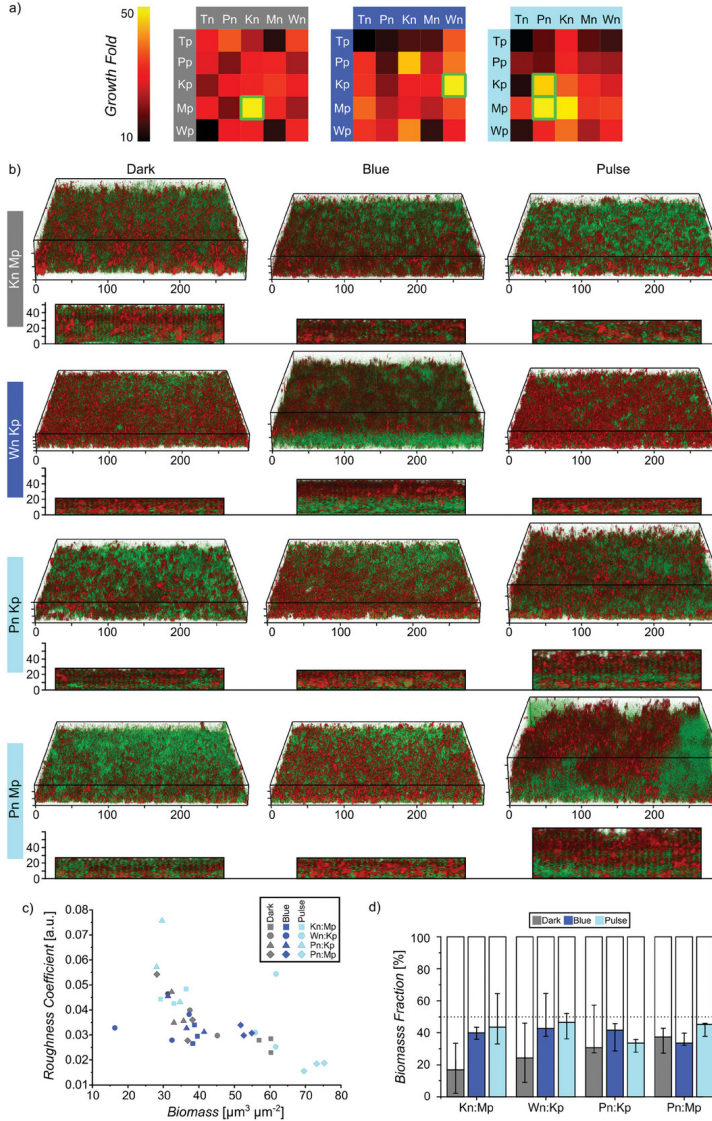 a)
50
Growth Fold
10
Tn Pn Kn Mn Wn
Tp
Pp
Kp
Mp
Wp
Tn Pn Kn Mn Wn
Tp
Pp
Kp
Mp
Wp
Tn Pn Kn Mn Wn
Tp
Pp
Kp
Mp
Wp
b)
Dark Blue Pulse
Kn Mp
0 100 200
0 100 200
0 100 200
40
20
0
Wn Kp
0 100 200
0 100 200
0 100 200
40
20
0
Pn Kp
0 100 200
0 100 200
0 100 200
40
20
0
Pn Mp
0 100 200
0 100 200
0 100 200
40
20
0
c)
Roughness Coefficient [a.u.]
0.08
0.07
0.06
0.05
0.04
0.03
0.02
0.01
10 20 30 40 50 60 70 80
Biomass [µm³ µm⁻²]
Dark Blue Pulse
Kn:Mp
Wn:Kp
Pn:Kp
Pn:Mp
d)
Dark Blue Pulse
Biomasss Fraction [%]
100
80
60
40
20
0
Kn:Mp Wn:Kp Pn:Kp Pn:Mp